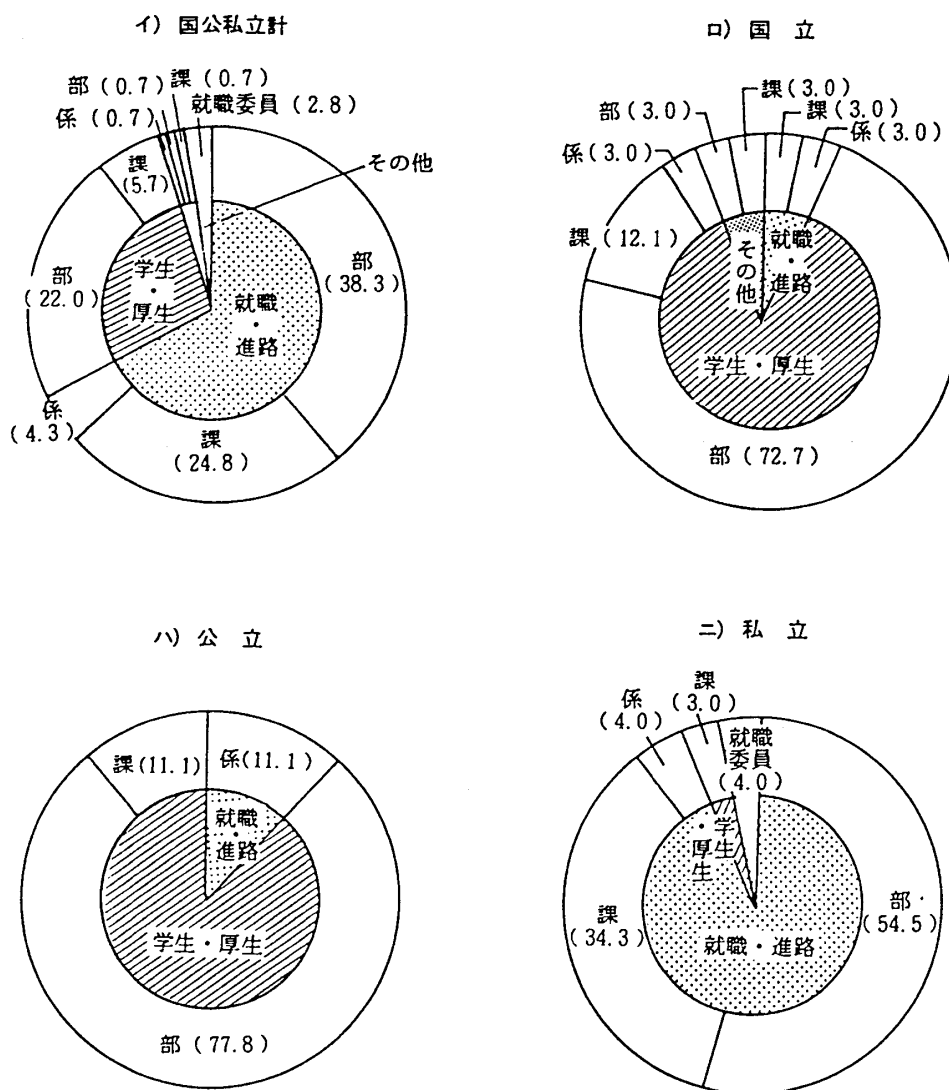 イ) 国公私立計
部 (0.7)
課 (0.7)
係 (0.7)
就職委員 (2.8)
その他
課
(5.7)
部
(38.3)
部
(22.0)
学生
・
厚生
就職
・
進路
係
(4.3)
課
(24.8)
ロ) 国 立
課(3.0)
部(3.0)
課(3.0)
係(3.0)
係(3.0)
課(12.1)
その他
就職
・
進路
学生・厚生
部(72.7)
ハ) 公 立
課(11.1)
係(11.1)
就職
・
進路
学生・厚生
部 (77.8)
ニ) 私 立
課
(3.0)
係
(4.0)
就職
委員
(4.0)
学生
・
厚生
課
(34.3)
部
(54.5)
就職・進路